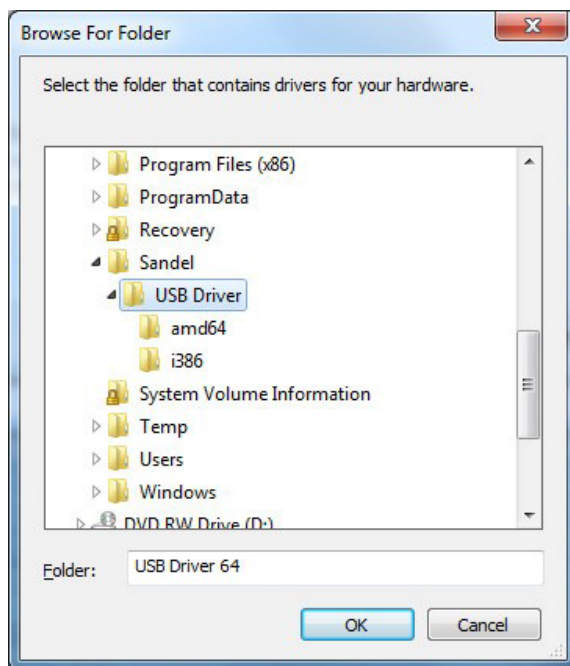 Browse For Folder
Select the folder that contains drivers for your hardware.
Program Files (x86)
ProgramData
Recovery
Sandel
USB Driver
amd64
i386
System Volume Information
Temp
Users
Windows
DVD RW Drive (D:)
Folder: USB Driver 64
OK Cancel